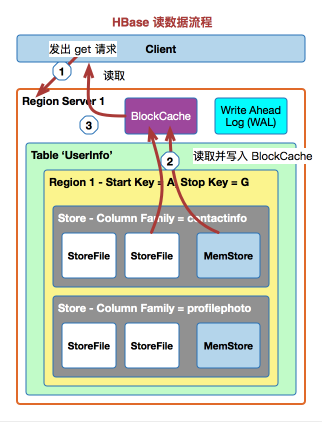 HBase 读数据流程
发出 get 请求
Client
1
读取
Region Server 1
3
BlockCache
Write Ahead
Log (WAL)
Table ‘UserInfo’
2
读取并写入 BlockCache
Region 1 - Start Key = A, Stop Key = G
Store - Column Family = contactinfo
StoreFile
StoreFile
MemStore
Store - Column Family = profilephoto
StoreFile
StoreFile
MemStore